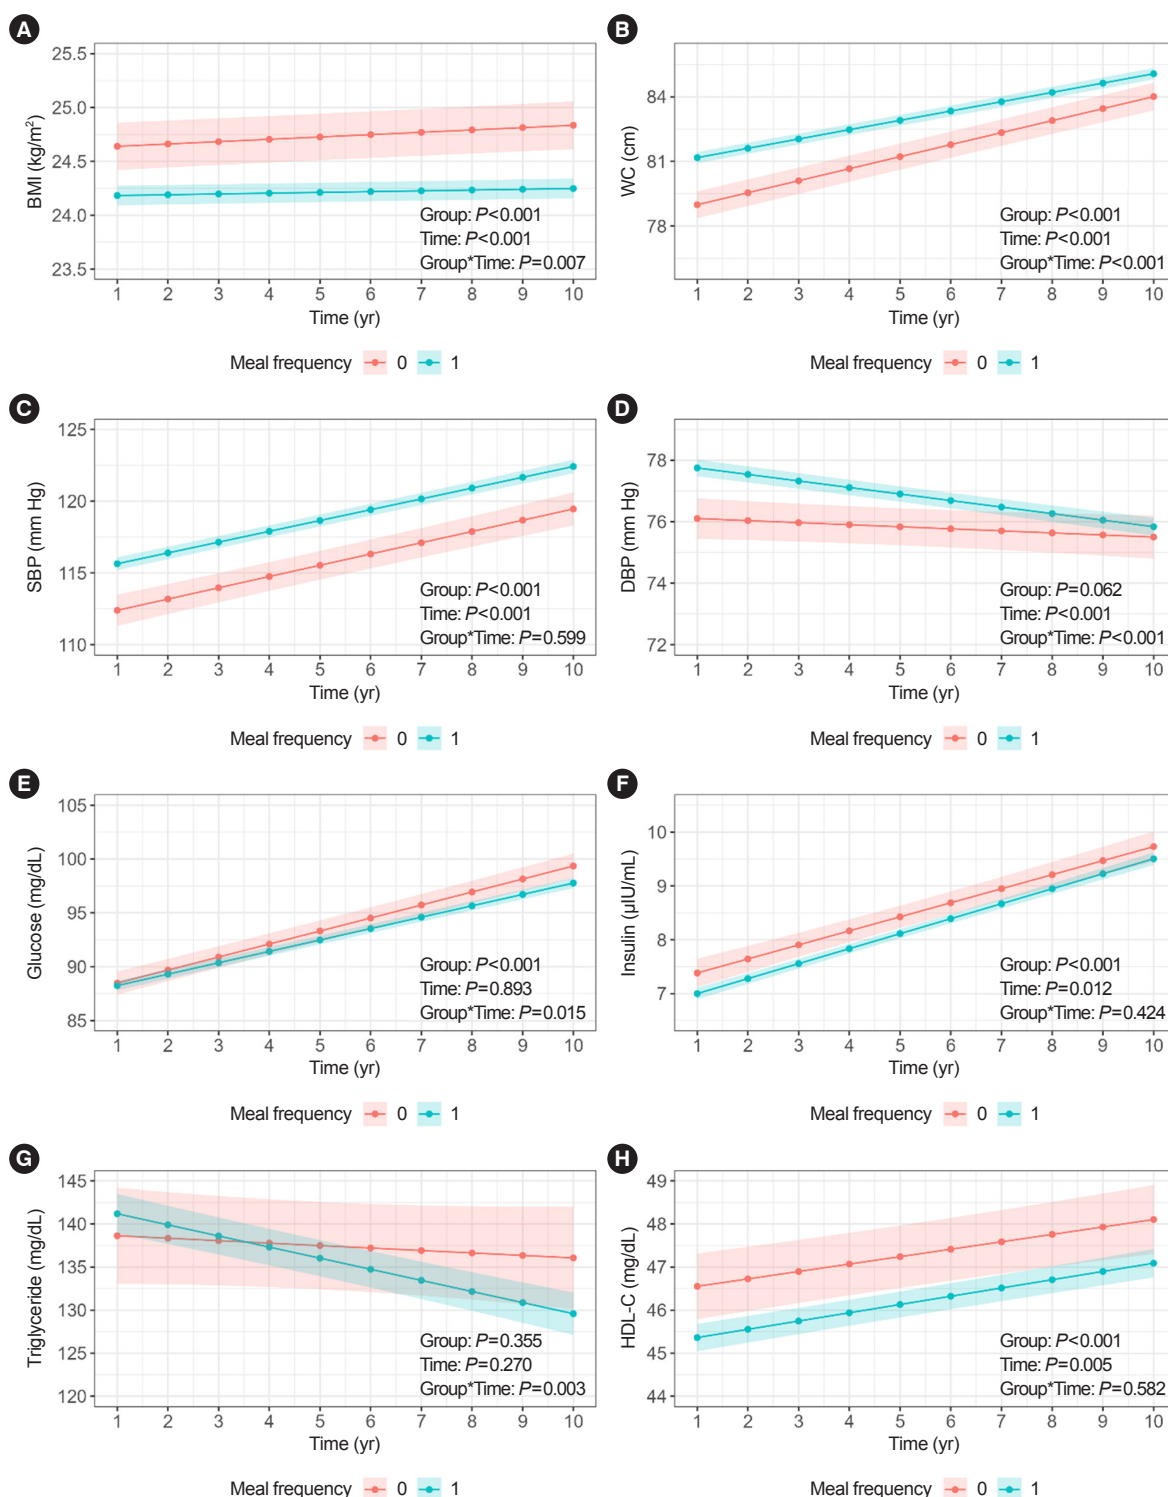 A
BMI (kg/m²)
25.5
25.0
24.5
24.0
23.5
Group: P<0.001
Time: P<0.001
Group*Time: P=0.007
1 2 3 4 5 6 7 8 9 10
Time (yr)
Meal frequency 0 1
B
WC (cm)
84
81
78
Group: P<0.001
Time: P<0.001
Group*Time: P<0.001
1 2 3 4 5 6 7 8 9 10
Time (yr)
Meal frequency 0 1
C
SBP (mm Hg)
125
120
115
110
Group: P<0.001
Time: P<0.001
Group*Time: P=0.599
1 2 3 4 5 6 7 8 9 10
Time (yr)
Meal frequency 0 1
D
DBP (mm Hg)
78
76
74
72
Group: P=0.062
Time: P<0.001
Group*Time: P<0.001
1 2 3 4 5 6 7 8 9 10
Time (yr)
Meal frequency 0 1
E
Glucose (mg/dL)
105
100
95
90
85
Group: P<0.001
Time: P=0.893
Group*Time: P=0.015
1 2 3 4 5 6 7 8 9 10
Time (yr)
Meal frequency 0 1
F
Insulin (μIU/mL)
10
9
8
7
Group: P<0.001
Time: P=0.012
Group*Time: P=0.424
1 2 3 4 5 6 7 8 9 10
Time (yr)
Meal frequency 0 1
G
Triglyceride (mg/dL)
145
140
135
130
125
120
Group: P=0.355
Time: P=0.270
Group*Time: P=0.003
1 2 3 4 5 6 7 8 9 10
Time (yr)
Meal frequency 0 1
H
HDL-C (mg/dL)
49
48
47
46
45
44
Group: P<0.001
Time: P=0.005
Group*Time: P=0.582
1 2 3 4 5 6 7 8 9 10
Time (yr)
Meal frequency 0 1